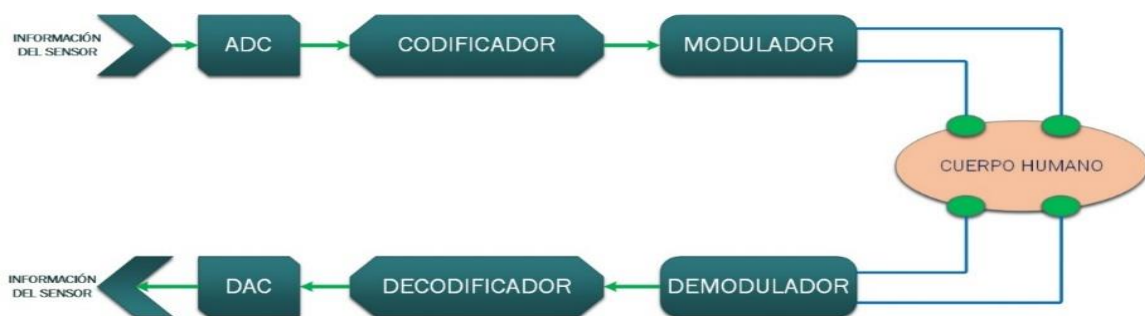 INFORMACIÓN
DEL SENSOR
ADC
CODIFICADOR
MODULADOR
CUERPO HUMANO
INFORMACIÓN
DEL SENSOR
DAC
DECODIFICADOR
DEMODULADOR